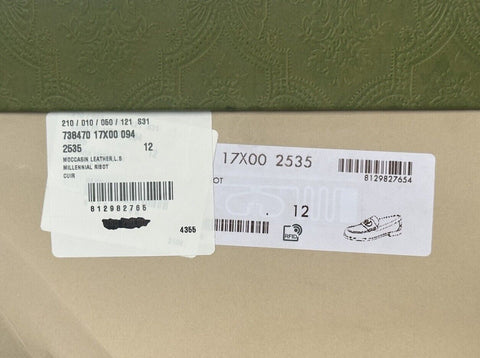 210 / 010 / 060 / 121 S31
738470 17X00 094
2535 12
MOCCASIN LEATHER,L.S
MILLENNIAL RIBOT
CUIR
812982765
4355
17X00 2535
8129827654
OT
. 12
RFID